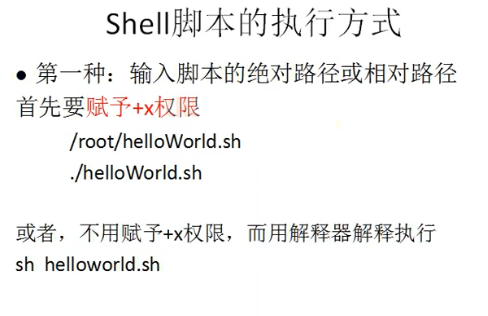 Shell脚本的执行方式
• 第一种：输入脚本的绝对路径或相对路径
首先要赋予+x权限
/root/helloWorld.sh
./helloWorld.sh
或者，不用赋予+x权限，而用解释器解释执行
sh helloworld.sh